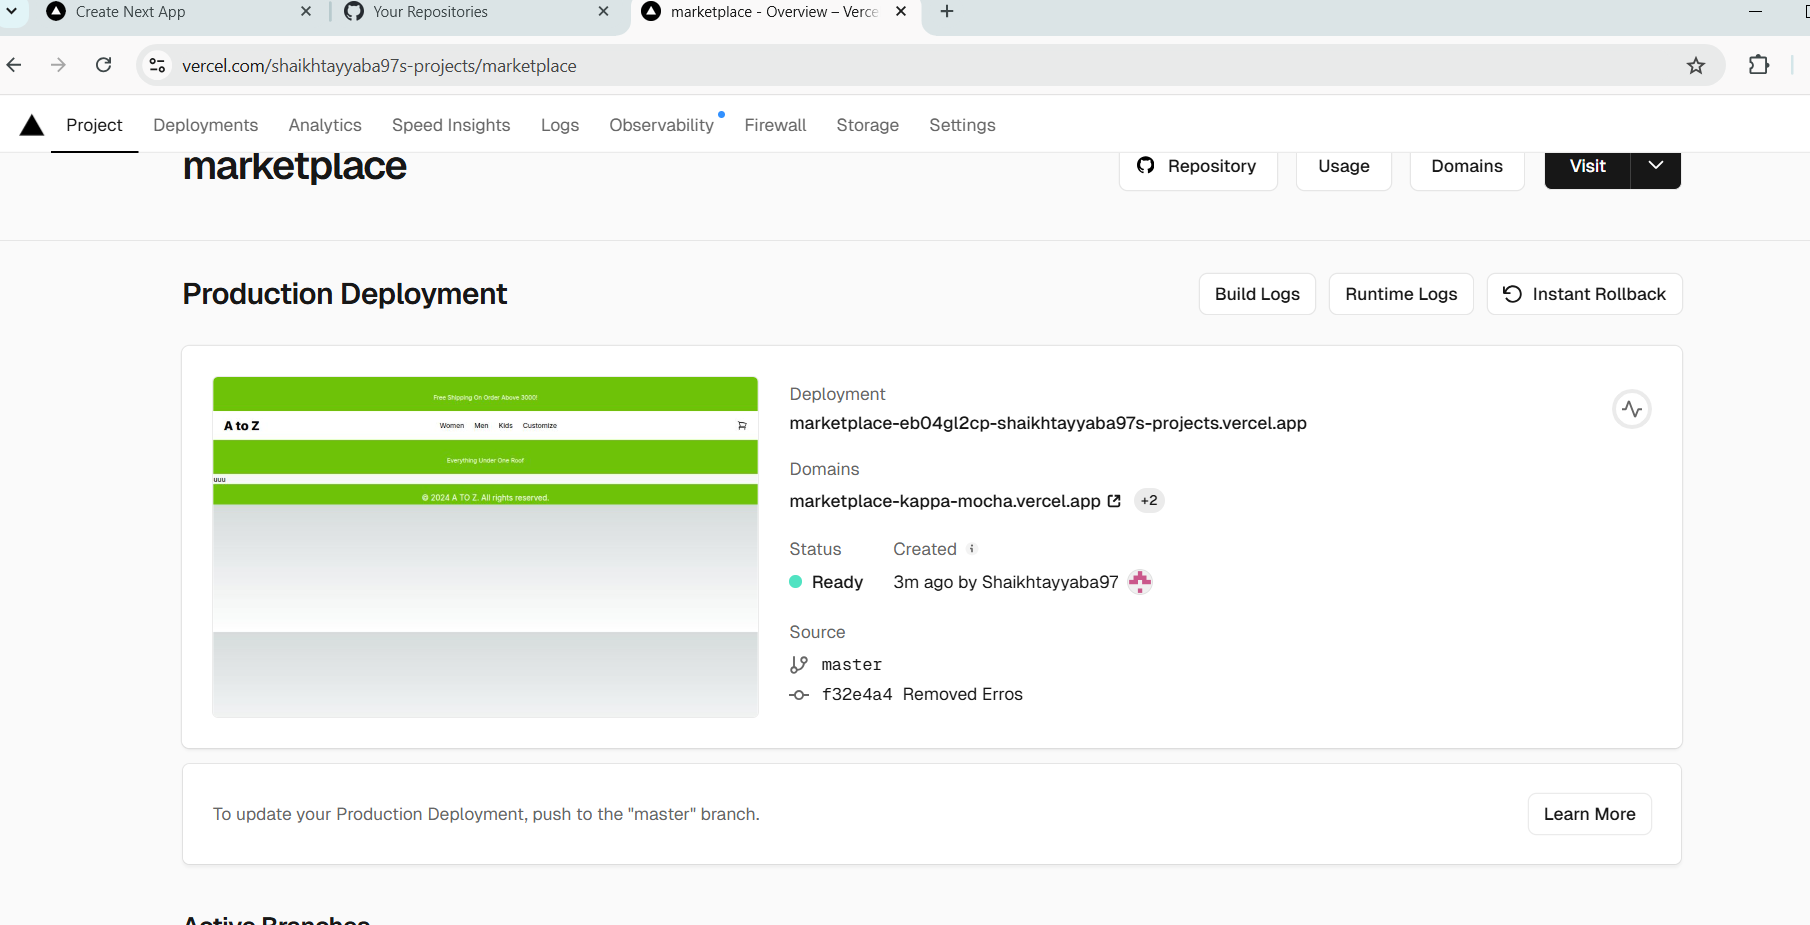 Create Next App
Your Repositories
marketplace - Overview – Verce
vercel.com/shaikhtayyaba97s-projects/marketplace
Project Deployments Analytics Speed Insights Logs Observability Firewall Storage Settings
marketplace
Repository Usage Domains Visit
Production Deployment
Build Logs Runtime Logs Instant Rollback
Free Shipping On Order Above 3000!
A to Z Women Men Kids Customize
Everything Under One Roof
uuu
© 2024 A TO Z. All rights reserved.
Deployment
marketplace-eb04gl2cp-shaikhtayyaba97s-projects.vercel.app
Domains
marketplace-kappa-mocha.vercel.app +2
Status Created
Ready 3m ago by Shaikhtayyaba97
Source
master
f32e4a4 Removed Erros
To update your Production Deployment, push to the "master" branch.
Learn More
Active Branches